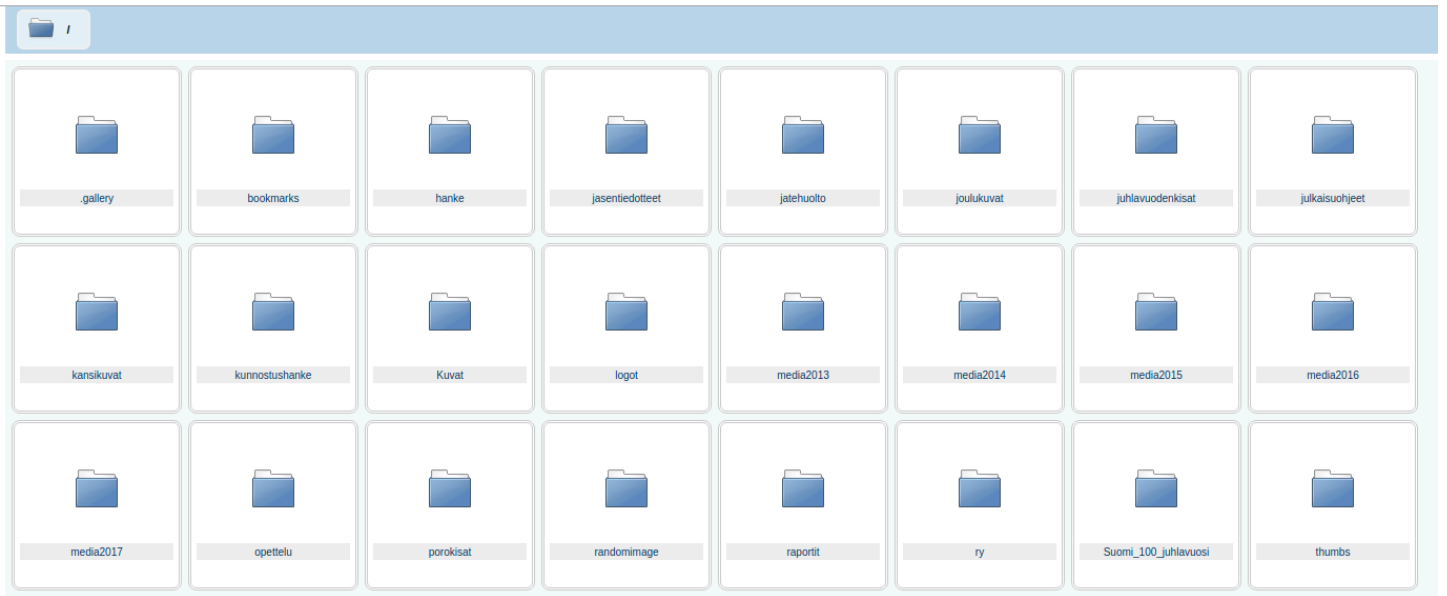 /
.gallery bookmarks hanke jasentiedotteet jatehuolto joulukuvat juhlavuodenkisat julkaisuohjeet
kansikuvat kunnostushanke Kuvat logot media2013 media2014 media2015 media2016
media2017 opettelu porokisat randomimage raportit ry Suomi_100_juhlavuosi thumbs